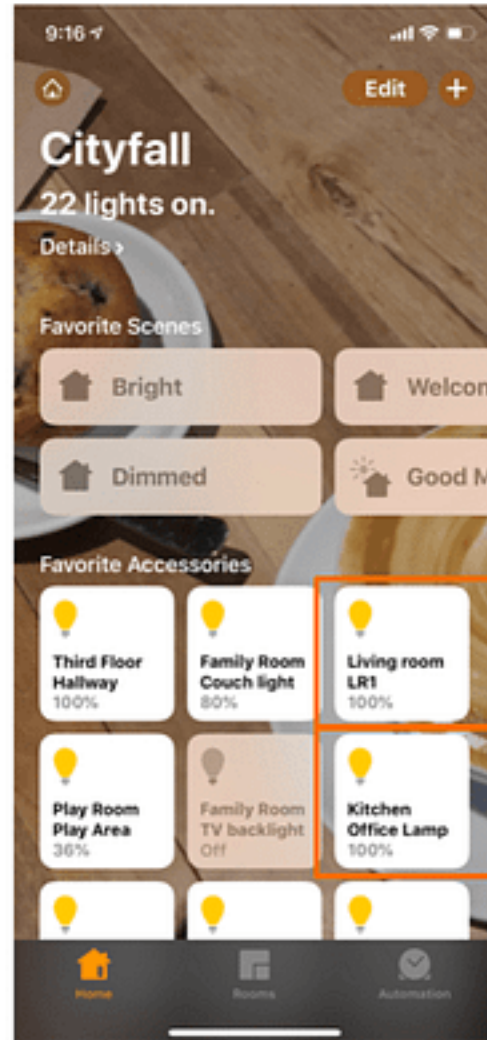 9:16
Edit +
Cityfall
22 lights on.
Details >
Favorite Scenes
Bright
Welcom
Dimmed
Good M
Favorite Accessories
Third Floor
Hallway
100%
Family Room
Couch light
80%
Living room
LR1
100%
Play Room
Play Area
36%
Family Room
TV backlight
Off
Kitchen
Office Lamp
100%
Home
Rooms
Automation